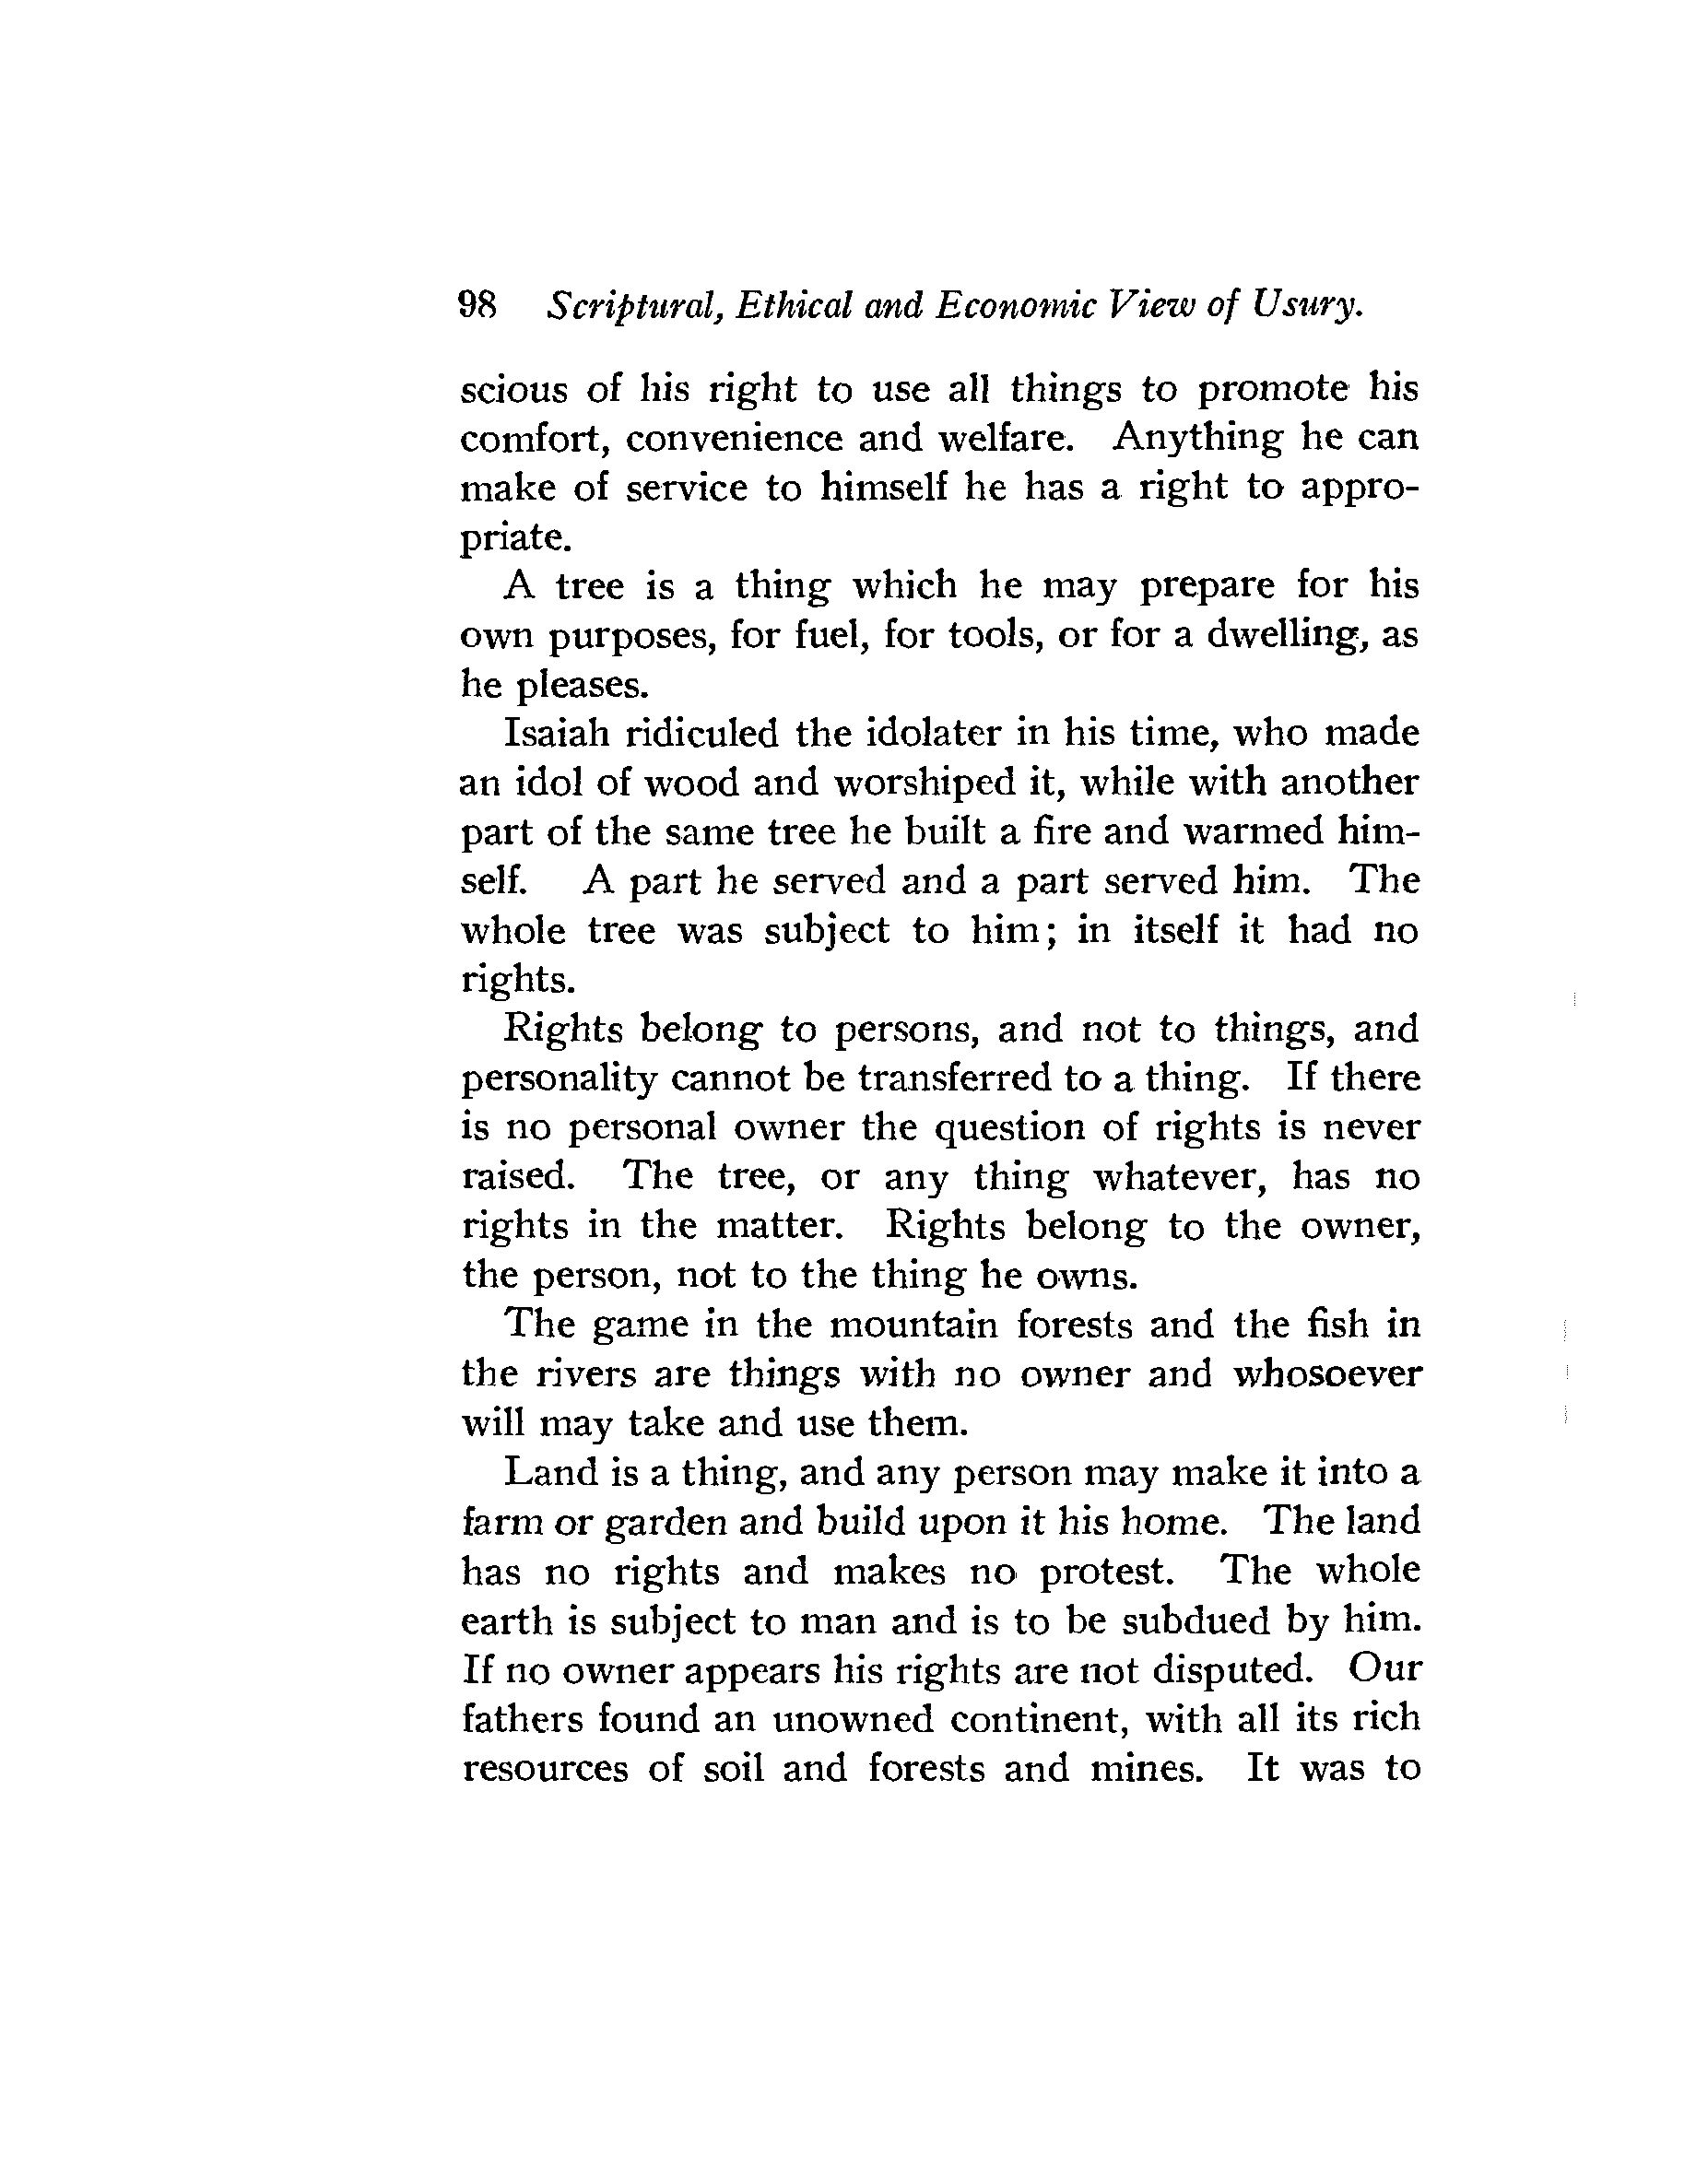 98 Scriptural, Ethical and Economic View of Usury.
scious of his right to use all things to promote his
comfort, convenience and welfare. Anything he can
make of service to himself he has a right to appro-
priate.
A tree is a thing which he may prepare for his
own purposes, for fuel, for tools, or for a dwelling, as
he pleases.
Isaiah ridiculed the idolater in his time, who made
an idol of wood and worshiped it, while with another
part of the same tree he built a fire and warmed him-
self. A part he served and a part served him. The
whole tree was subject to him; in itself it had no
rights.
Rights belong to persons, and not to things, and
personality cannot be transferred to a thing. If there
is no personal owner the question of rights is never
raised. The tree, or any thing whatever, has no
rights in the matter. Rights belong to the owner,
the person, not to the thing he owns.
The game in the mountain forests and the fish in
the rivers are things with no owner and whosoever
will may take and use them.
Land is a thing, and any person may make it into a
farm or garden and build upon it his home. The land
has no rights and makes no protest. The whole
earth is subject to man and is to be subdued by him.
If no owner appears his rights are not disputed. Our
fathers found an unowned continent, with all its rich
resources of soil and forests and mines. It was to